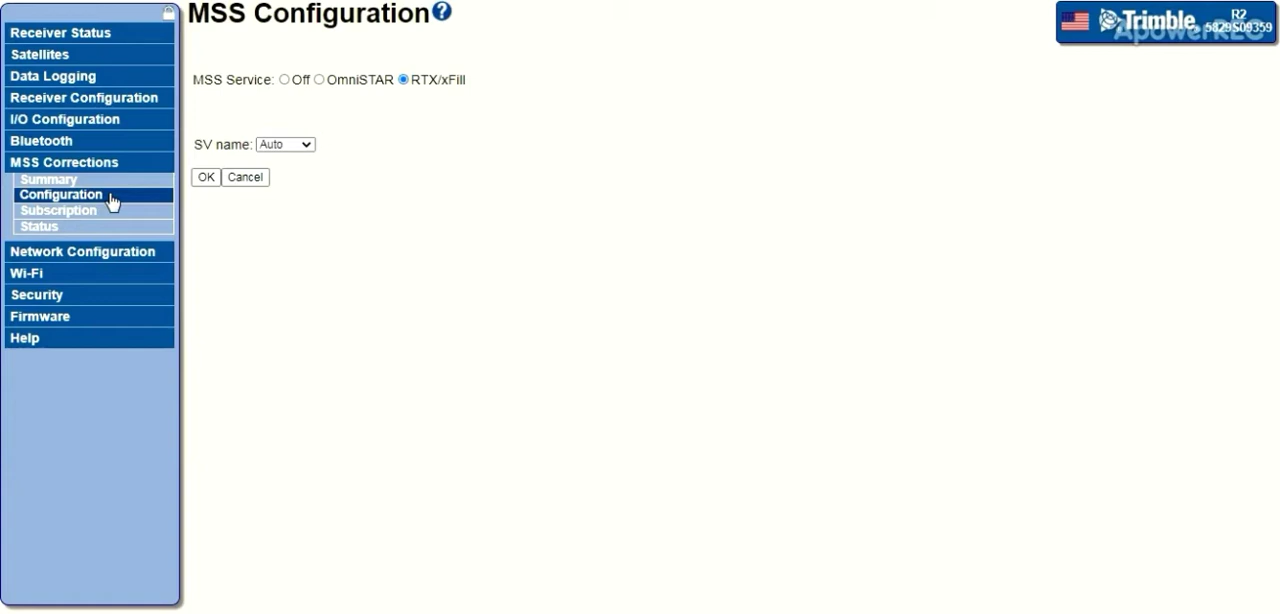 MSS Configuration?
Receiver Status
Satellites
Data Logging
Receiver Configuration
I/O Configuration
Bluetooth
MSS Corrections
Summary
Configuration
Subscription
Status
Network Configuration
Wi-Fi
Security
Firmware
Help
MSS Service: Off OmniSTAR RTX/xFill
SV name: Auto
OK Cancel
Trimble
R2
5829S09359
ApowerREC